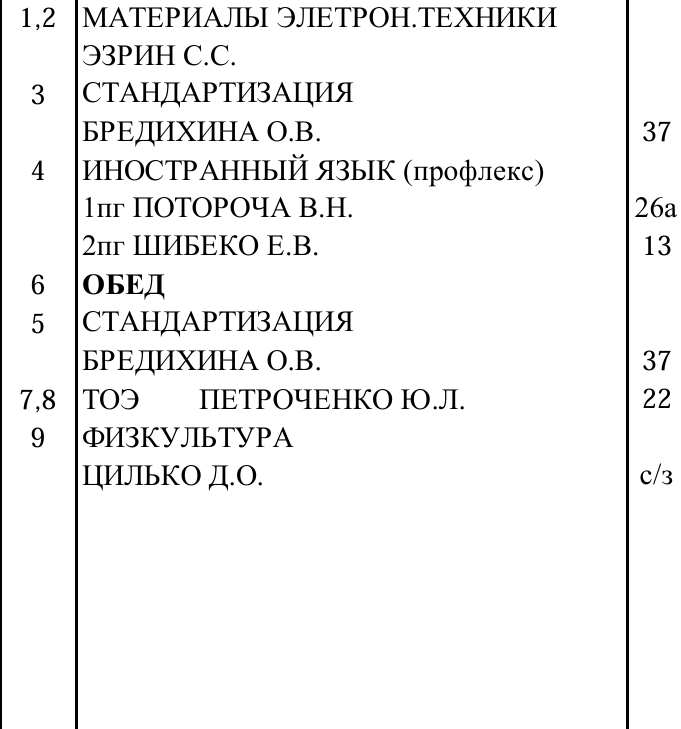 1,2 МАТЕРИАЛЫ ЭЛЕТРОН.ТЕХНИКИ
ЭЗРИН С.С.
3 СТАНДАРТИЗАЦИЯ
БРЕДИХИНА О.В. 37
4 ИНОСТРАННЫЙ ЯЗЫК (профлекс)
1пг ПОТОРОЧА В.Н. 26а
2пг ШИБЕКО Е.В. 13
6 ОБЕД
5 СТАНДАРТИЗАЦИЯ
БРЕДИХИНА О.В. 37
7,8 ТОЭ ПЕТРОЧЕНКО Ю.Л. 22
9 ФИЗКУЛЬТУРА
ЦИЛЬКО Д.О. с/з